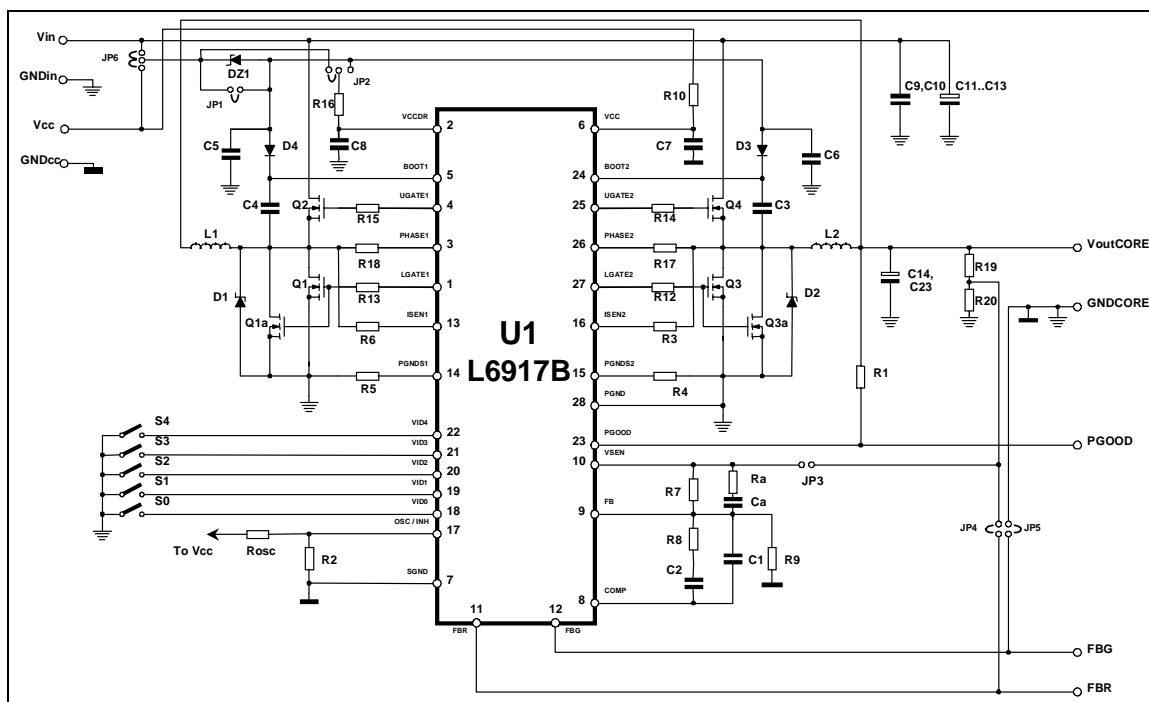 Vin
JP6
GNDin
DZ1
JP2
JP1
R16
R10
C9,C10
C11..C13
Vcc
VCCDR
2
6
VCC
C5
D4
C8
C7
D3
C6
GNDcc
BOOT1
5
24
BOOT2
C4
Q2
UGATE1
4
25
UGATE2
Q4
C3
R15
R14
L1
PHASE1
3
26
PHASE2
L2
VoutCORE
R18
R17
C14,
C23
R19
Q1
LGATE1
1
27
LGATE2
Q3
D1
R13
R12
D2
R20
GNDCORE
Q1a
ISEN1
13
16
ISEN2
Q3a
R6
R3
U1
L6917B
PGNDS1
14
15
PGNDS2
R5
R4
R1
28
PGND
S4
VID4
22
23
PGOOD
PGOOD
S3
VID3
21
10
VSEN
S2
VID2
20
Ra
JP3
S1
VID1
19
R7
Ca
S0
VID0
18
9
FB
OSC / INH
17
JP4
JP5
To Vcc
Rosc
R2
R8
C2
C1
R9
SGND
7
8
COMP
11
12
FBR
FBG
FBG
FBR